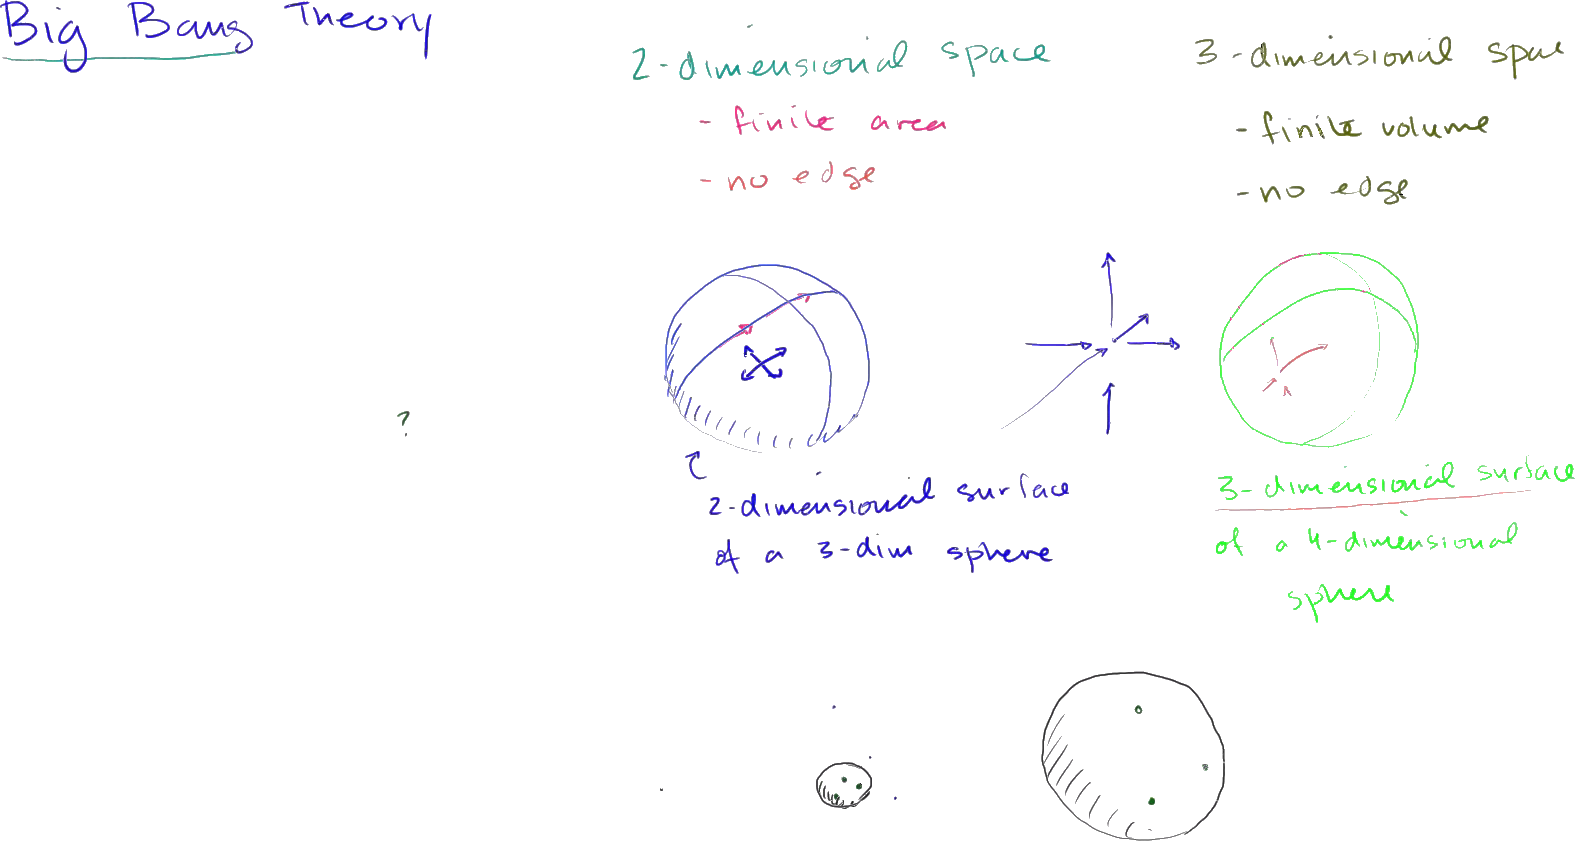 Big Bang Theory
2-dimensional space
- finite area
- no edge
3-dimensional space
- finite volume
- no edge
?
2-dimensional surface
of a 3-dim sphere
3-dimensional surface
of a 4-dimensional
sphere